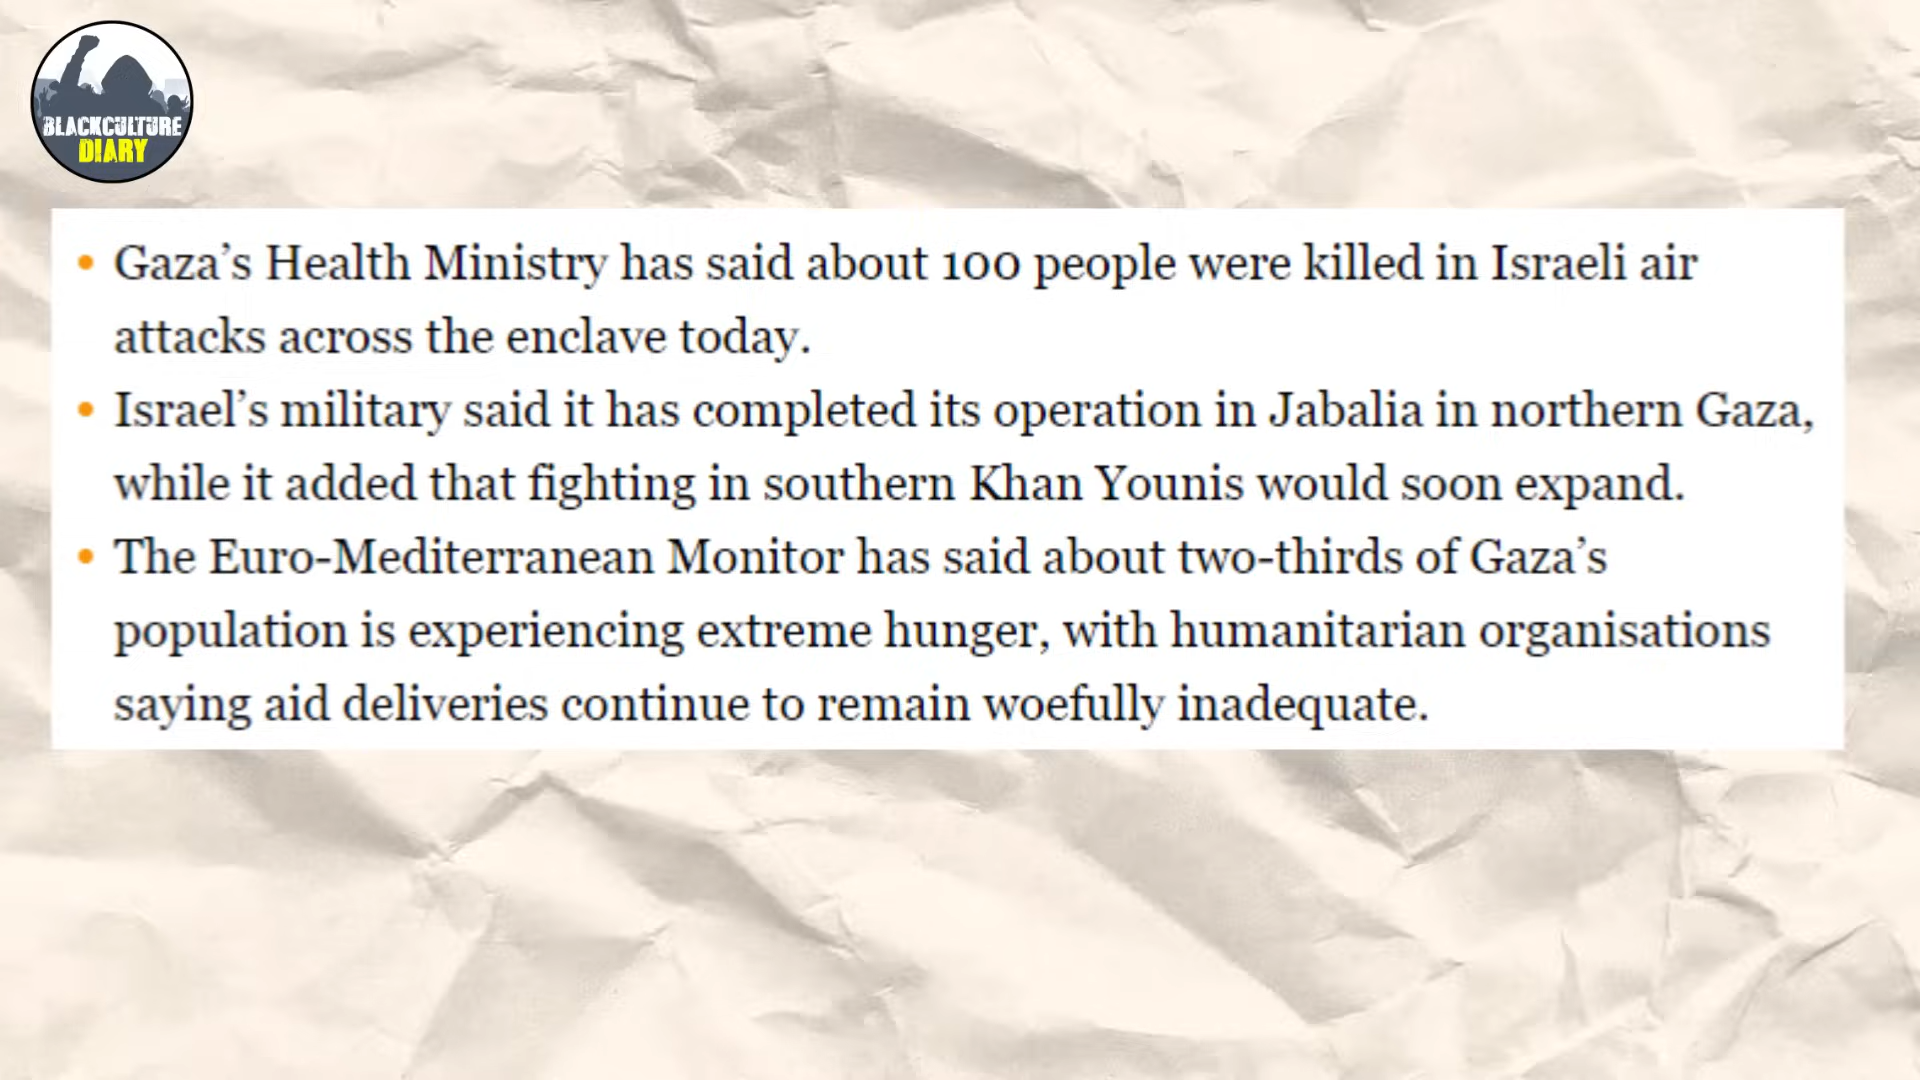 BLACKCULTURE
DIARY
• Gaza’s Health Ministry has said about 100 people were killed in Israeli air
attacks across the enclave today.
• Israel’s military said it has completed its operation in Jabalia in northern Gaza,
while it added that fighting in southern Khan Younis would soon expand.
• The Euro-Mediterranean Monitor has said about two-thirds of Gaza’s
population is experiencing extreme hunger, with humanitarian organisations
saying aid deliveries continue to remain woefully inadequate.